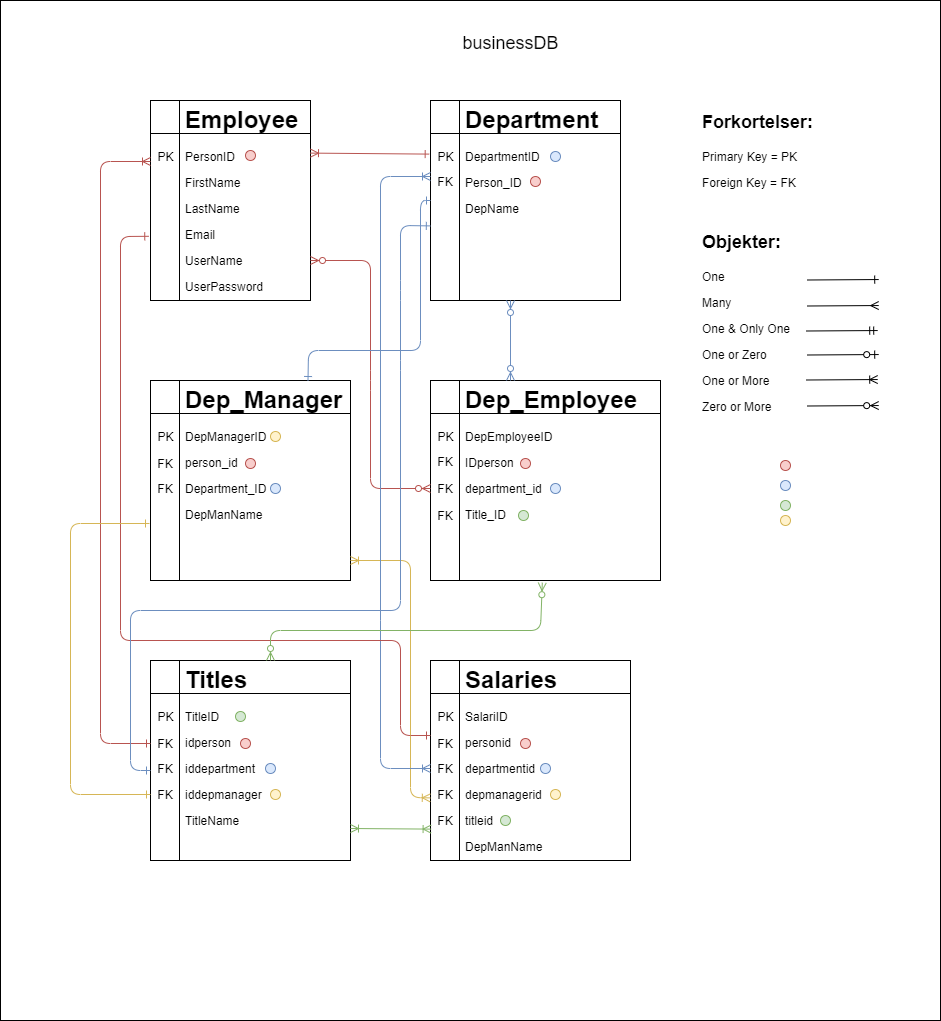 businessDB
Employee
PK PersonID
FirstName
LastName
Email
UserName
UserPassword
Department
PK DepartmentID
FK Person_ID
DepName
Forkortelser:
Primary Key = PK
Foreign Key = FK
Objekter:
One
Many
One & Only One
One or Zero
One or More
Zero or More
Dep_Manager
PK DepManagerID
FK person_id
FK Department_ID
DepManName
Dep_Employee
PK DepEmployeeID
FK IDperson
FK department_id
FK Title_ID
Titles
PK TitleID
FK idperson
FK iddepartment
FK iddepmanager
TitleName
Salaries
PK SalariID
FK personid
FK departmentid
FK depmanagerid
FK titleid
DepManName